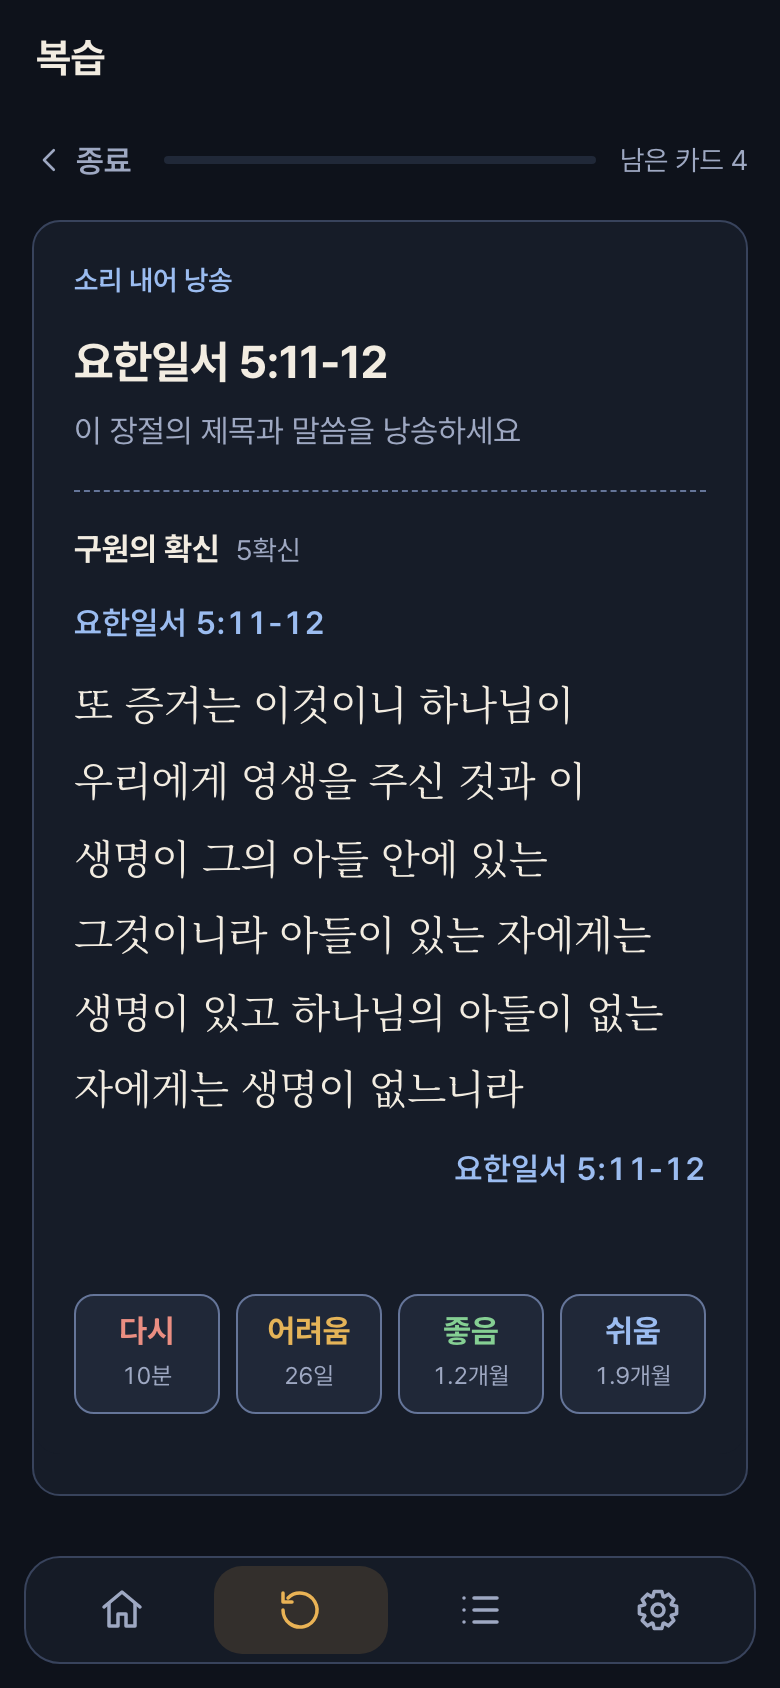 복습
종료
남은 카드 4
소리 내어 낭송
요한일서 5:11-12
이 장절의 제목과 말씀을 낭송하세요
구원의 확신 5확신
요한일서 5:11-12
또 증거는 이것이니 하나님이
우리에게 영생을 주신 것과 이
생명이 그의 아들 안에 있는
그것이니라 아들이 있는 자에게는
생명이 있고 하나님의 아들이 없는
자에게는 생명이 없느니라
요한일서 5:11-12
다시 어려움 좋음 쉬움
10분 26일 1.2개월 1.9개월